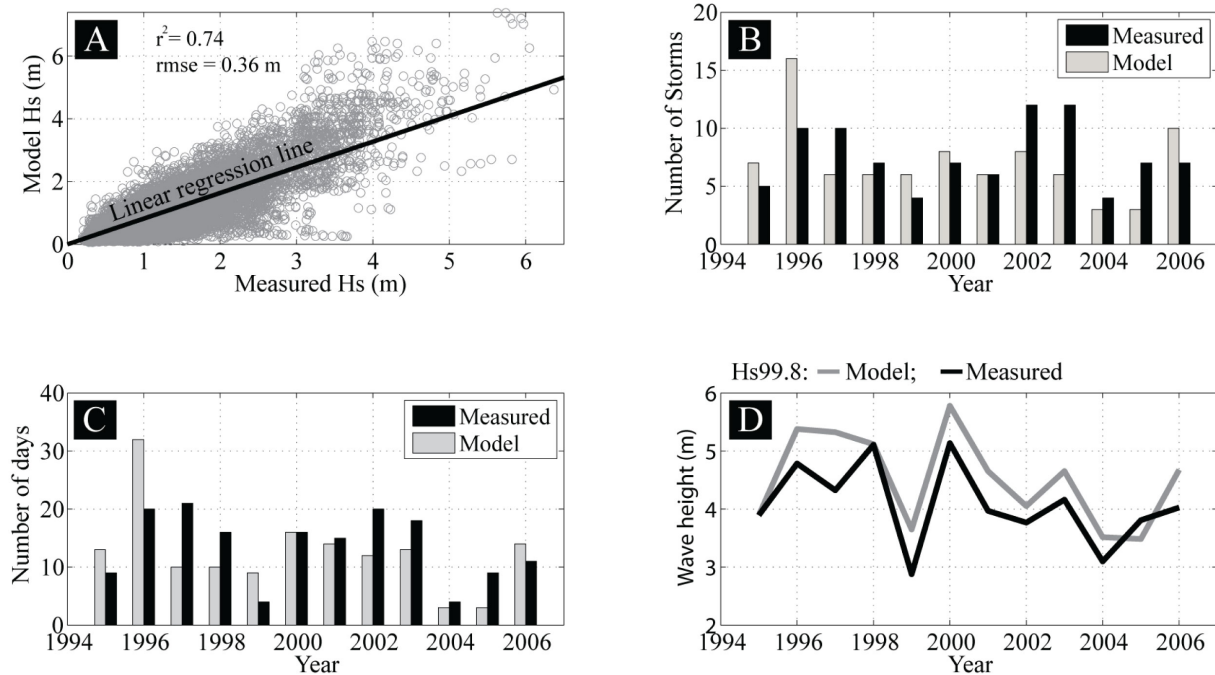 A
r²= 0.74
rmse = 0.36 m
Linear regression line
Model Hs (m)
6
4
2
0
0 1 2 3 4 5 6
Measured Hs (m)
B
Measured
Model
Number of Storms
20
15
10
5
0
1994 1996 1998 2000 2002 2004 2006
Year
C
Measured
Model
Number of days
40
30
20
10
0
1994 1996 1998 2000 2002 2004 2006
Year
Hs99.8: Model; Measured
D
Wave height (m)
6
5
4
3
2
1994 1996 1998 2000 2002 2004 2006
Year